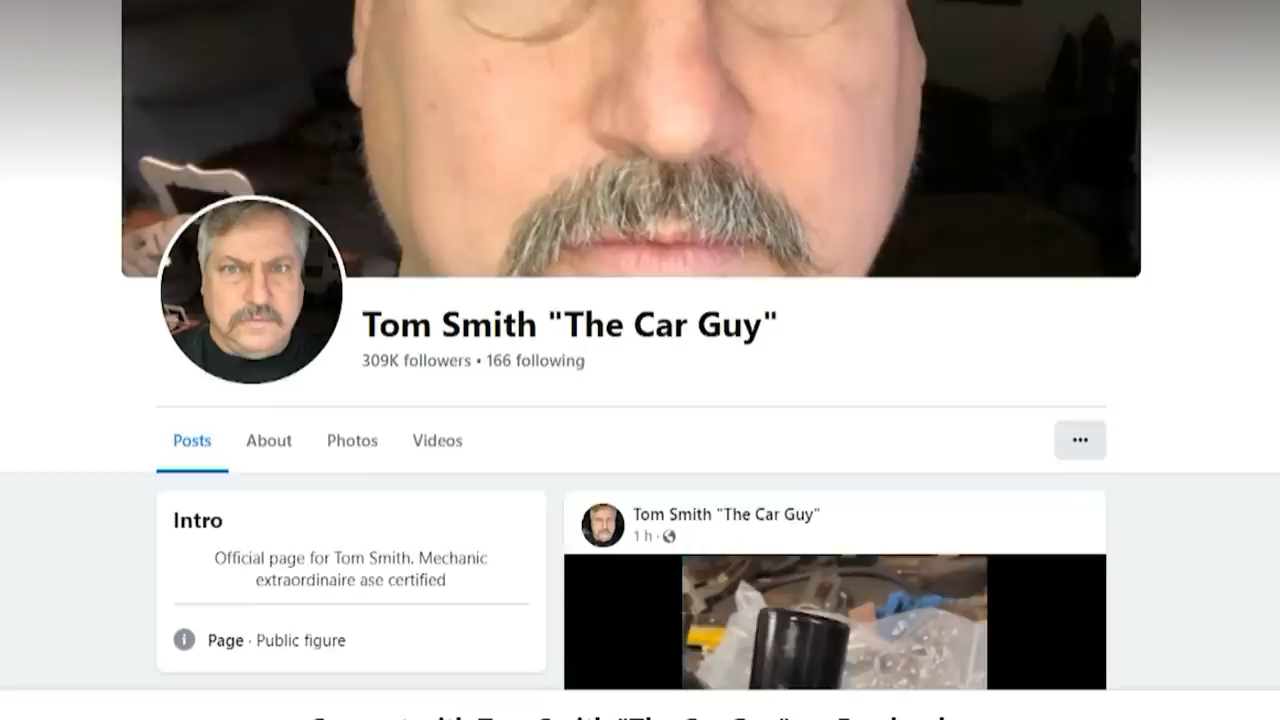 Tom Smith "The Car Guy"
309K followers • 166 following
Posts About Photos Videos
Intro
Official page for Tom Smith. Mechanic
extraordinaire ase certified
Page · Public figure
Tom Smith "The Car Guy"
1 h ·